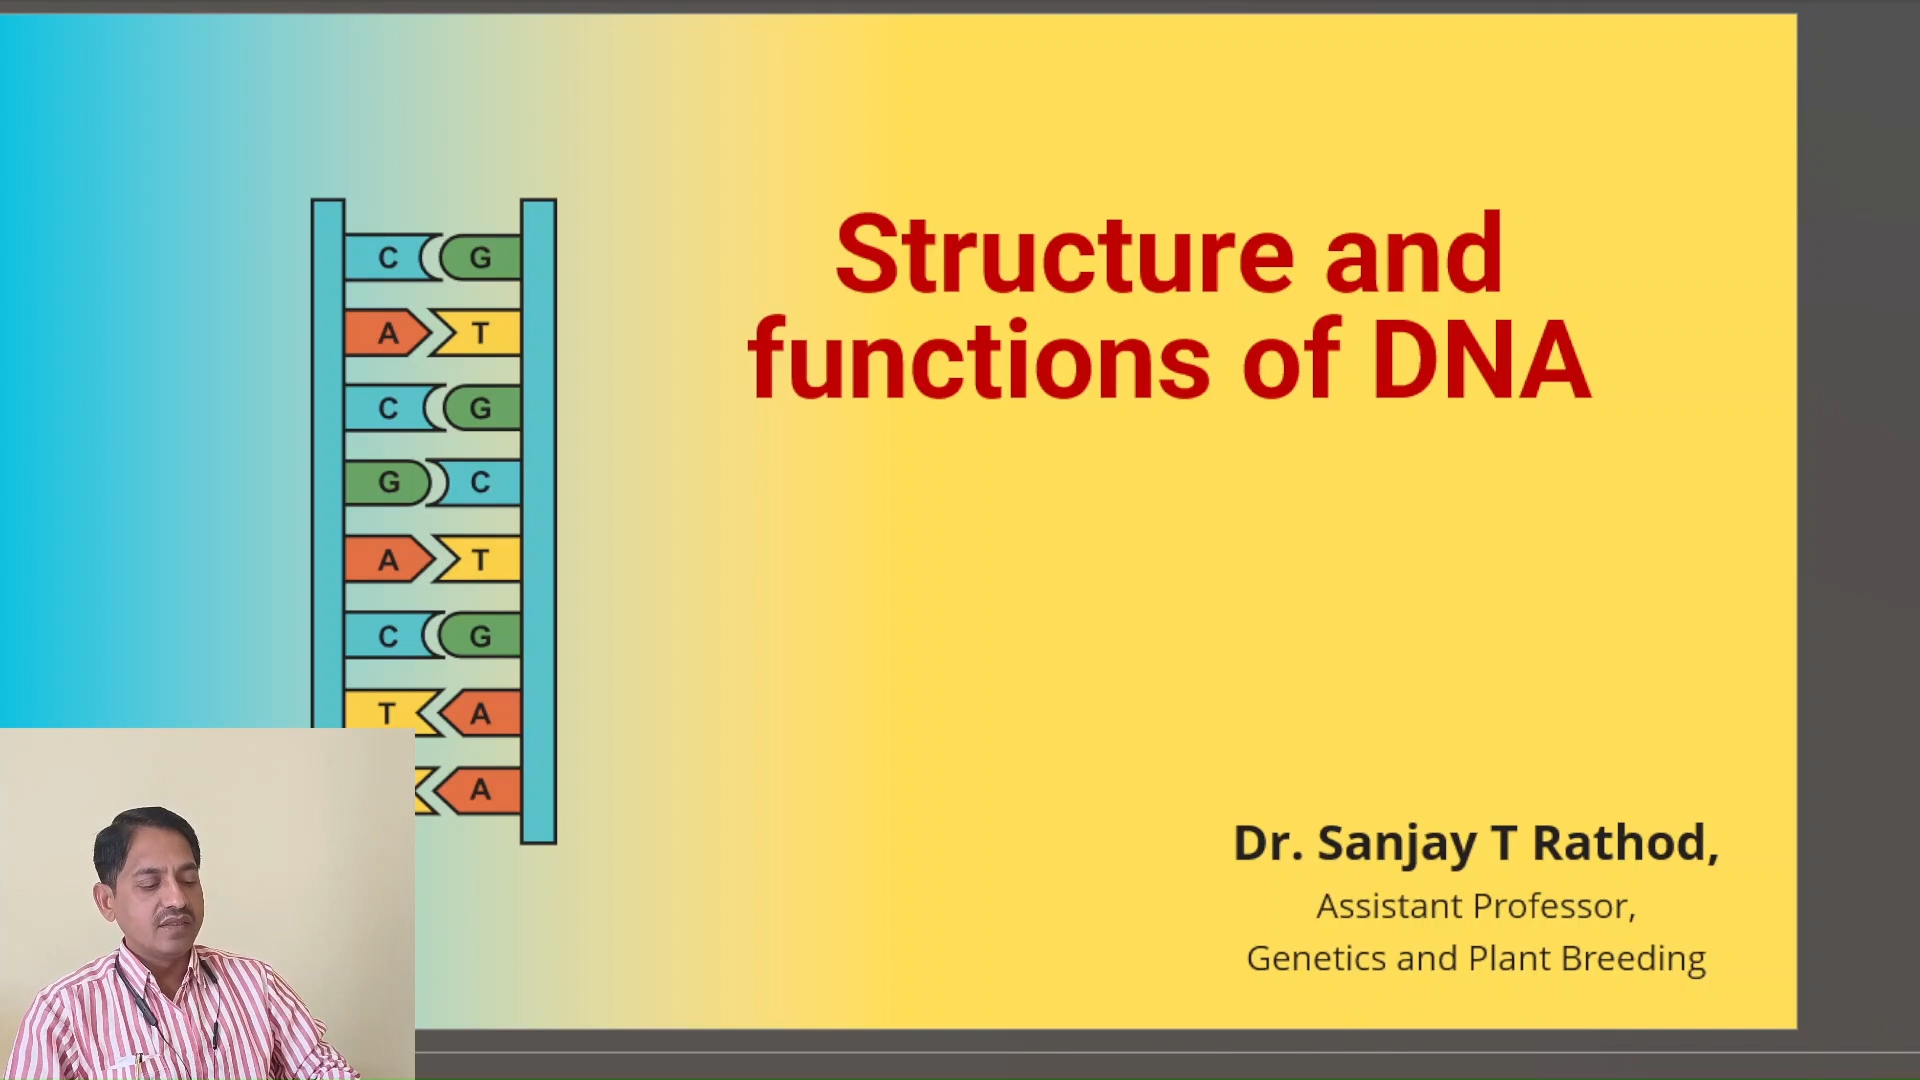 C G
A T
C G
G C
A T
C G
T A
A
Structure and
functions of DNA
Dr. Sanjay T Rathod,
Assistant Professor,
Genetics and Plant Breeding